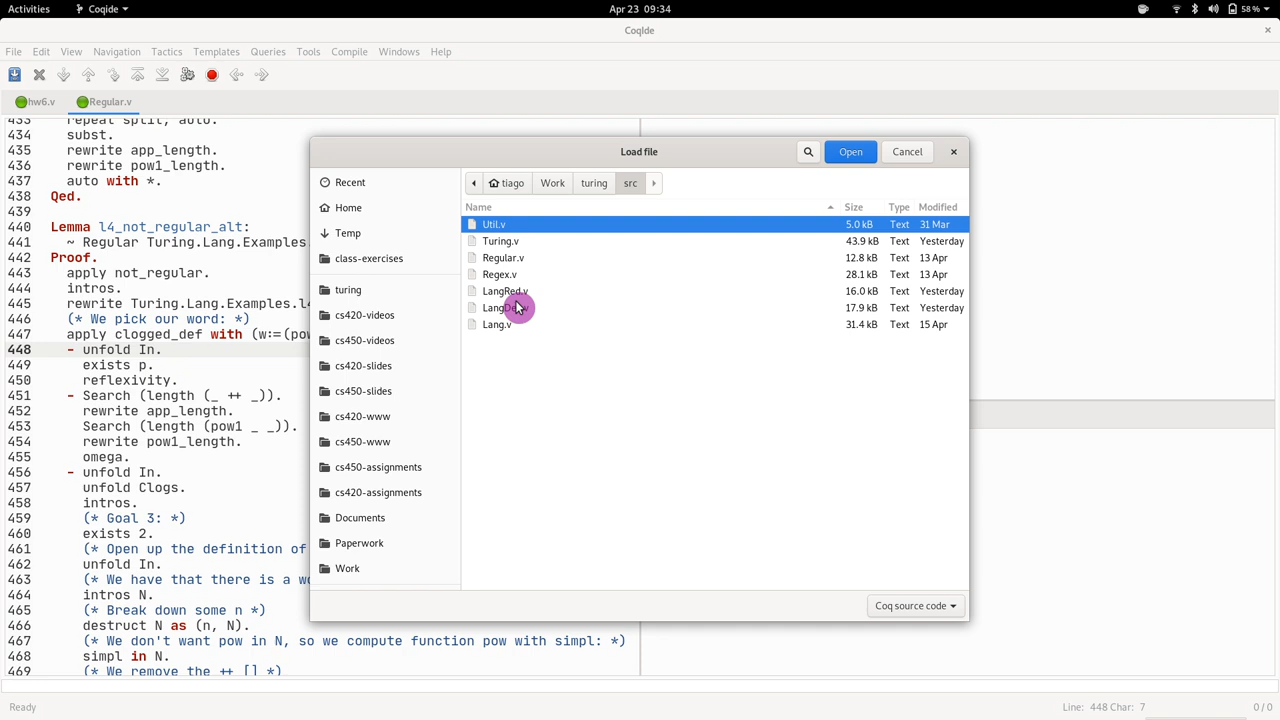 Activities Coqide Apr 23 09:34 58 %
CoqIde
File Edit View Navigation Tactics Templates Queries Tools Compile Windows Help
hw6.v Regular.v
433 repeat split, auto.
434 subst.
435 rewrite app_length.
436 rewrite pow1_length.
437 auto with *.
438 Qed.
439
440 Lemma l4_not_regular_alt:
441 ~ Regular Turing.Lang.Examples.
442 Proof.
443 apply not_regular.
444 intros.
445 rewrite Turing.Lang.Examples.l4
446 (* We pick our word: *)
447 apply clogged_def with (w:=(pow
448 - unfold In.
449 exists p.
450 reflexivity.
451 - Search (length (_ ++ _)).
452 rewrite app_length.
453 Search (length (pow1 _ _)).
454 rewrite pow1_length.
455 omega.
456 - unfold In.
457 unfold Clogs.
458 intros.
459 (* Goal 3: *)
460 exists 2.
461 (* Open up the definition of
462 unfold In.
463 (* We have that there is a wo
464 intros N.
465 (* Break down some n *)
466 destruct N as (n, N).
467 (* We don't want pow in N, so we compute function pow with simpl: *)
468 simpl in N.
469 (* We remove the ++ [] *)
Load file Open Cancel
Recent
Home
Temp
class-exercises
turing
cs420-videos
cs450-videos
cs420-slides
cs450-slides
cs420-www
cs450-www
cs450-assignments
cs420-assignments
Documents
Paperwork
Work
tiago Work turing src
Name Size Type Modified
Util.v 5.0 kB Text 31 Mar
Turing.v 43.9 kB Text Yesterday
Regular.v 12.8 kB Text 13 Apr
Regex.v 28.1 kB Text 13 Apr
LangRed.v 16.0 kB Text Yesterday
17.9 kB Text Yesterday
Lang.v 31.4 kB Text 15 Apr
Coq source code
Ready Line: 448 Char: 7 0 / 0